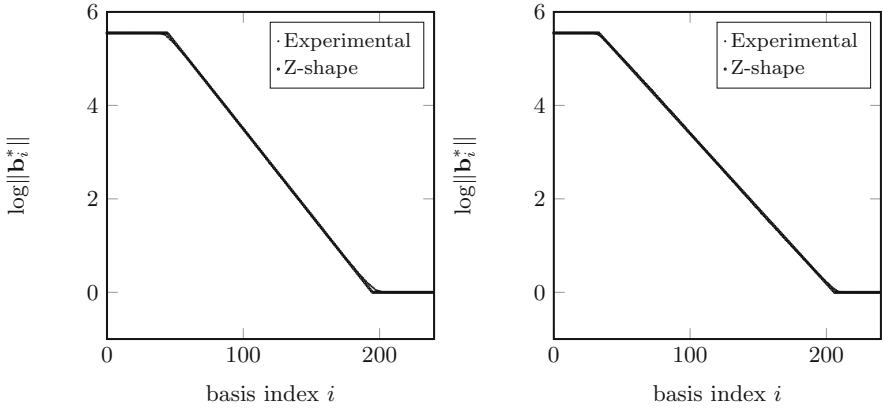 6
4
2
0
0
100
200
log‖b*i‖
basis index i
Experimental
Z-shape
6
4
2
0
0
100
200
log‖b*i‖
basis index i
Experimental
Z-shape